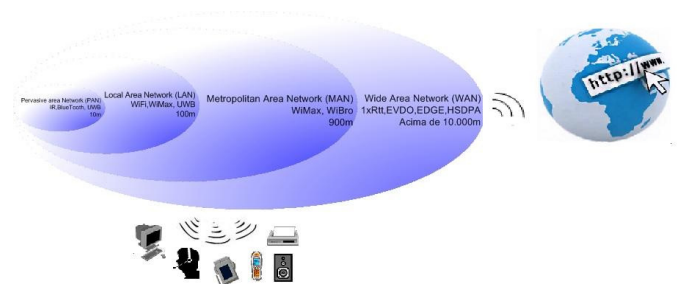 Pervasive area Network (PAN)
IR,BlueTooth, UWB
10m
Local Area Network (LAN)
WiFi,WiMax, UWB
100m
Metropolitan Area Network (MAN)
WiMax, WiBro
900m
Wide Area Network (WAN)
1xRtt,EVDO,EDGE,HSDPA
Acima de 10.000m
http://www.